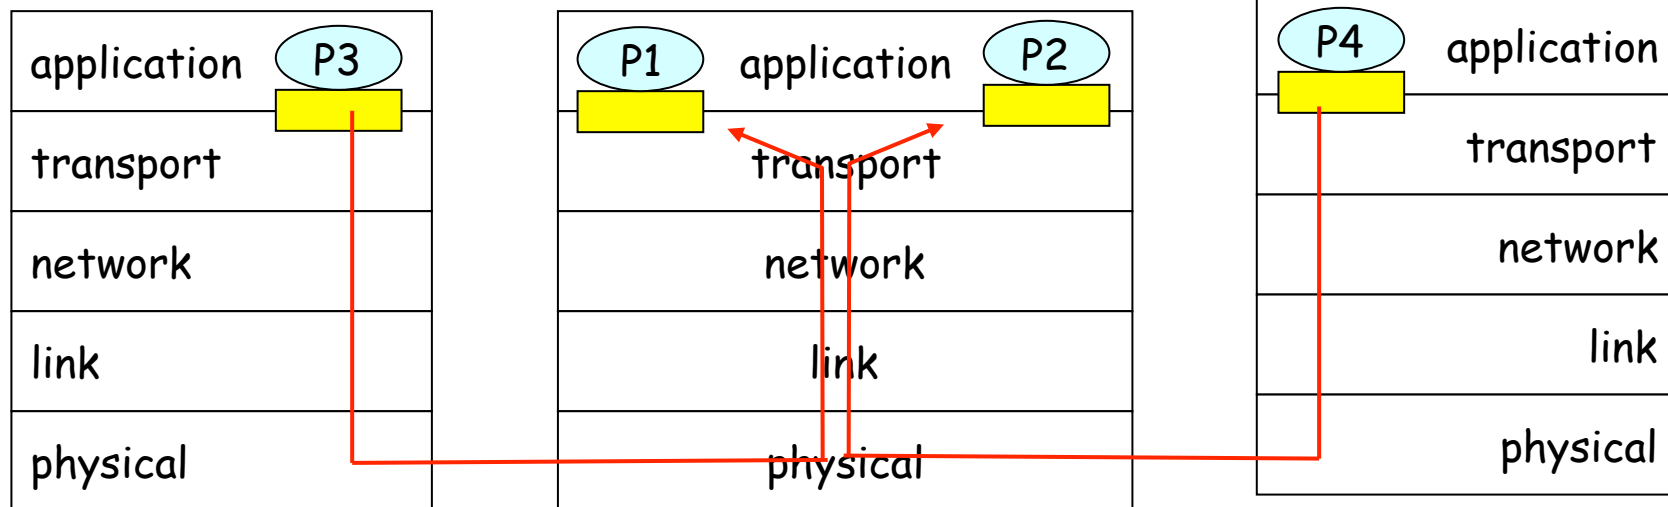 application P3
transport
network
link
physical
P1 application P2
transport
network
link
physical
P4 application
transport
network
link
physical